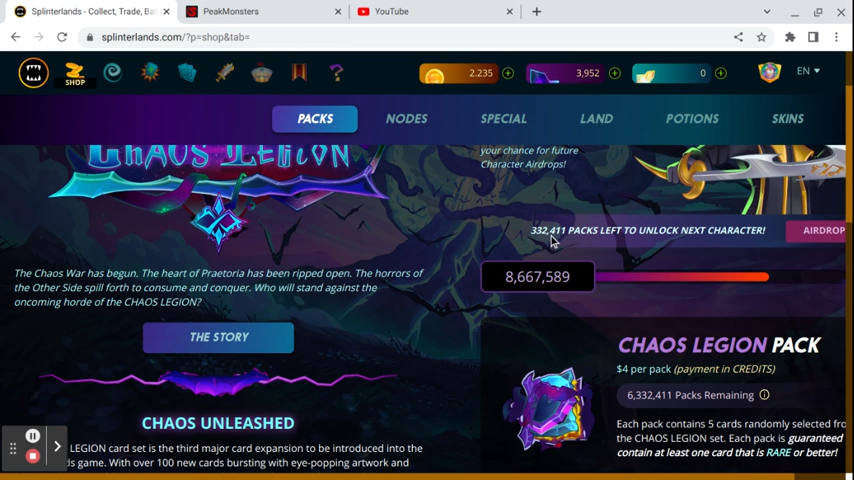 Splinterlands - Collect, Trade, Ba
PeakMonsters
YouTube
splinterlands.com/?p=shop&tab=
SHOP
2.235
3,952
0
EN
PACKS
NODES
SPECIAL
LAND
POTIONS
SKINS
CHAOS LEGION
your chance for future
Character Airdrops!
332,411 PACKS LEFT TO UNLOCK NEXT CHARACTER!
AIRDROP
8,667,589
The Chaos War has begun. The heart of Praetoria has been ripped open. The horrors of
the Other Side spill forth to consume and conquer. Who will stand against the
oncoming horde of the CHAOS LEGION?
THE STORY
CHAOS UNLEASHED
LEGION card set is the third major card expansion to be introduced into the
ds game. With over 100 new cards bursting with eye-popping artwork and
CHAOS LEGION PACK
$4 per pack (payment in CREDITS)
6,332,411 Packs Remaining
Each pack contains 5 cards randomly selected fro
the CHAOS LEGION set. Each pack is guaranteed
contain at least one card that is RARE or better!